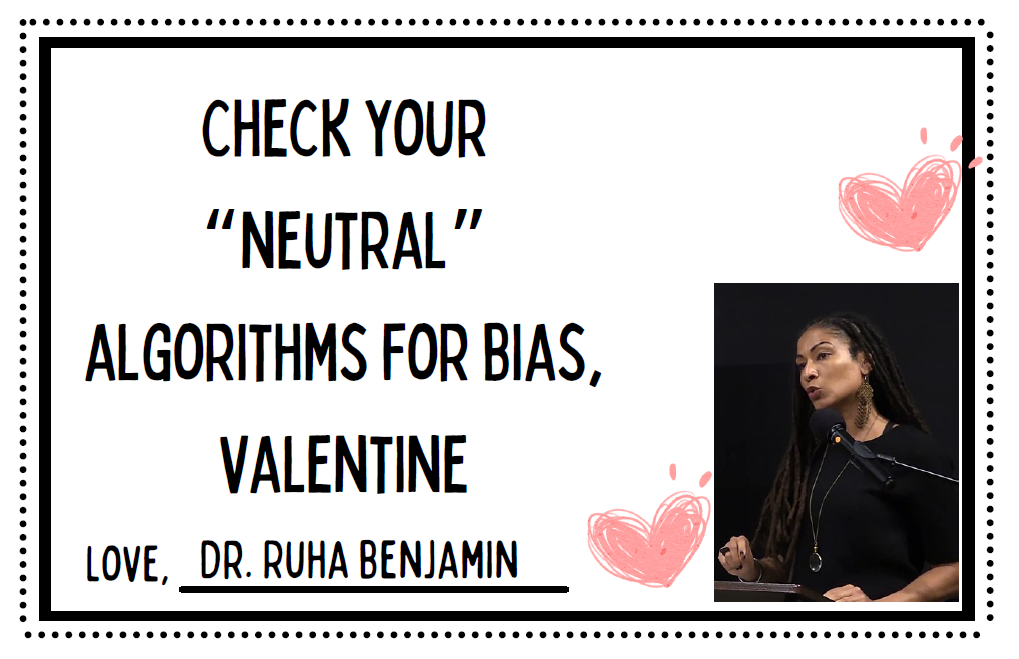 CHECK YOUR
“NEUTRAL”
ALGORITHMS FOR BIAS,
VALENTINE
LOVE, DR. RUHA BENJAMIN